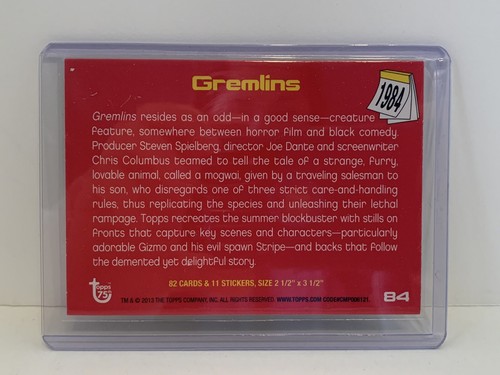 Gremlins
1984
Gremlins resides as an odd—in a good sense—creature
feature, somewhere between horror film and black comedy.
Producer Steven Spielberg, director Joe Dante and screenwriter
Chris Columbus teamed to tell the tale of a strange, furry,
lovable animal, called a mogwai, given by a traveling salesman to
his son, who disregards one of three strict care-and-handling
rules, thus replicating the species and unleashing their lethal
rampage. Topps recreates the summer blockbuster with stills on
fronts that capture key scenes and characters—particularly
adorable Gizmo and his evil spawn Stripe—and backs that follow
the demented yet delightful story.
82 CARDS & 11 STICKERS, SIZE 2 1/2" x 3 1/2"
topps
75
TM & © 2013 THE TOPPS COMPANY, INC. ALL RIGHTS RESERVED. WWW.TOPPS.COM
84